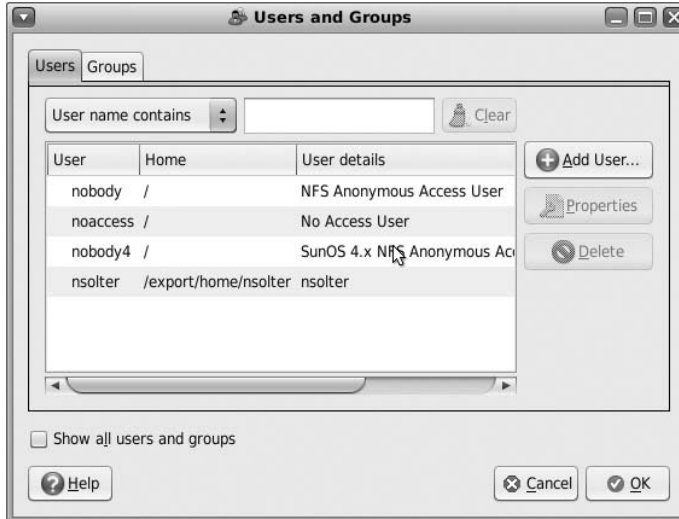 Users and Groups
Users Groups
User name contains Clear
User Home User details
nobody / NFS Anonymous Access User
noaccess / No Access User
nobody4 / SunOS 4.x NFS Anonymous Acc
nsolter /export/home/nsolter nsolter
Add User...
Properties
Delete
Show all users and groups
Help Cancel OK